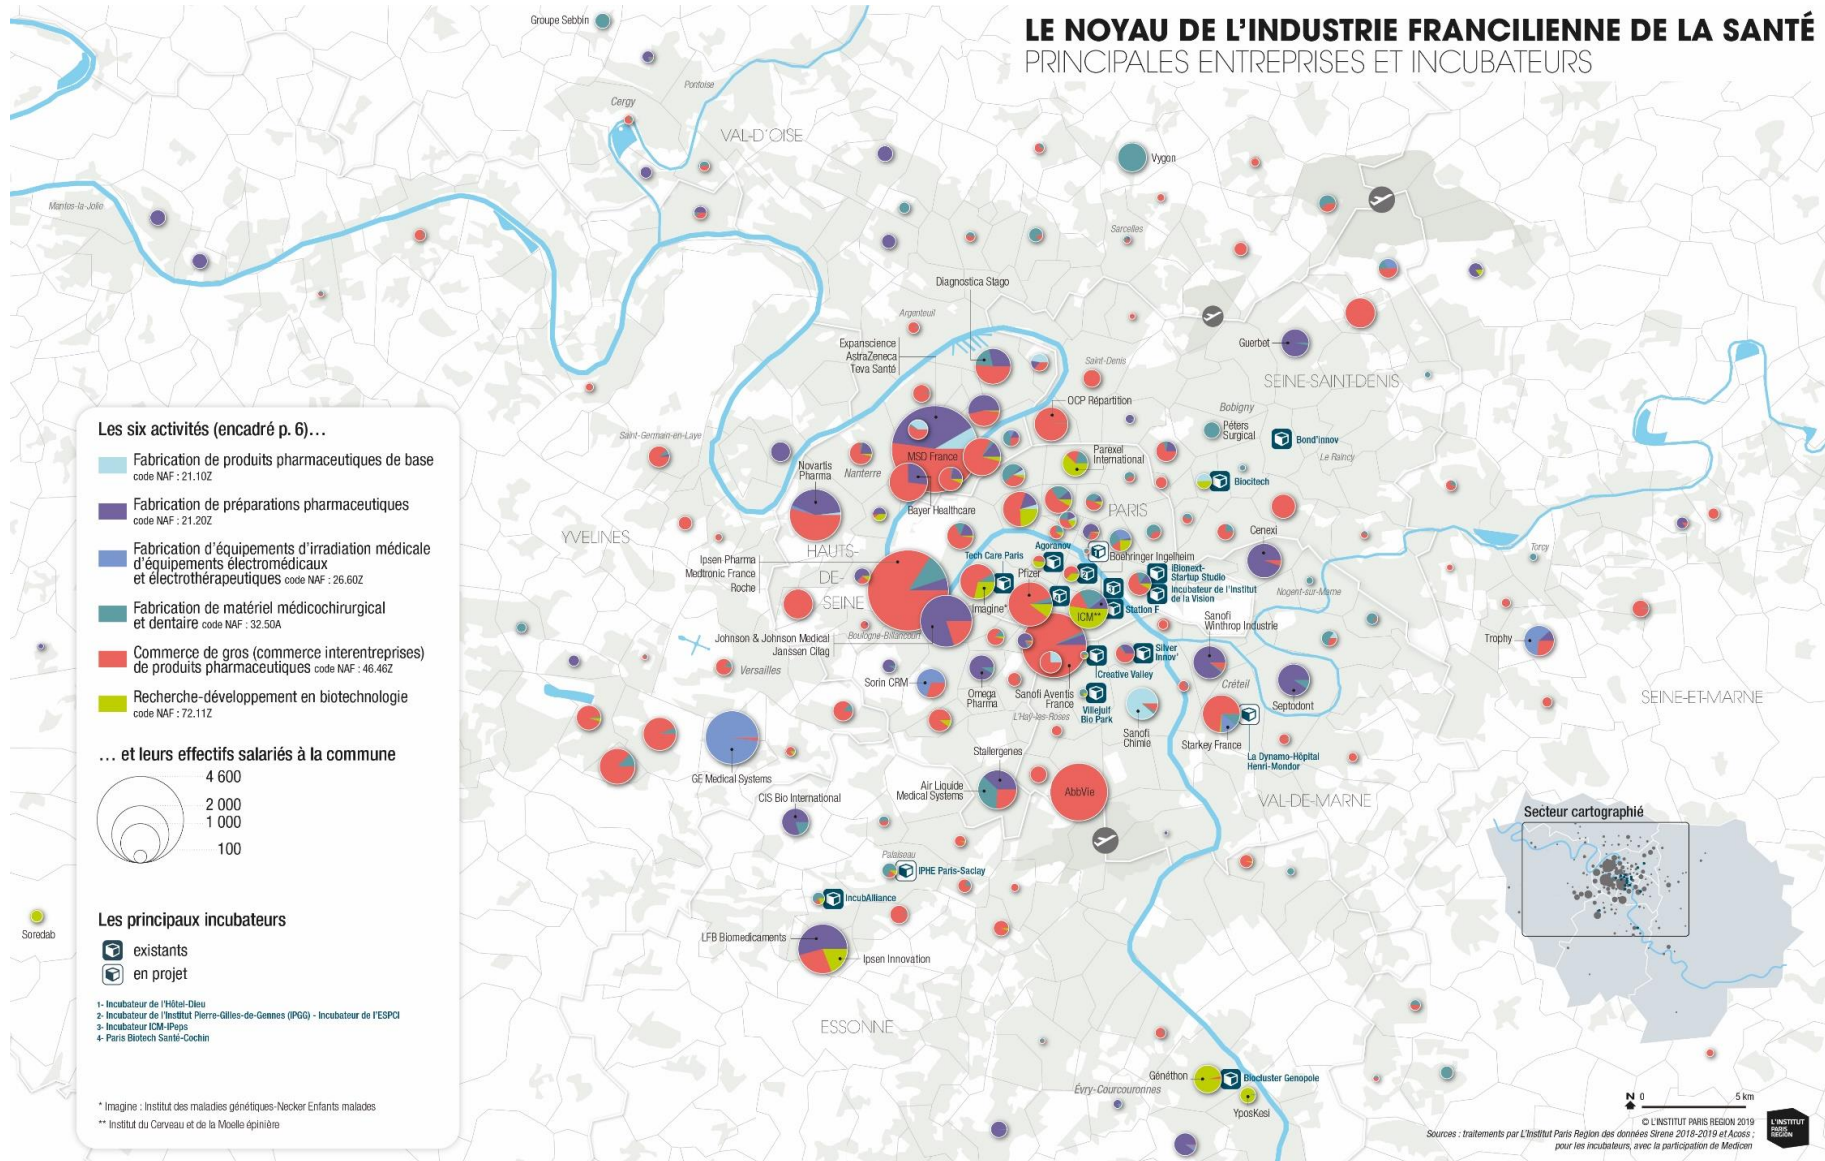 LE NOYAU DE L'INDUSTRIE FRANCILIENNE DE LA SANTÉ
PRINCIPALES ENTREPRISES ET INCUBATEURS
Groupe Sebbin
Pontoise
Cergy
VAL-D'OISE
Vygon
Mantes-la-Jolie
Sarcelles
Diagnostica Stago
Argenteuil
Expanscience
AstraZeneca
Teva Santé
Guerbet
Saint-Denis
SEINE-SAINT-DENIS
OCP Répartition
Bobigny
Péters
Surgical
Bond'innov
Le Raincy
Saint-Germain-en-Laye
Novartis
Pharma
Nanterre
MSD France
Parexel
International
Biocitech
Bayer Healthcare
PARIS
YVELINES
HAUTS-
DE-
SEINE
Cenexi
Torcy
Ipsen Pharma
Medtronic France
Roche
Tech Care Paris
Agoranov
Boehringer Ingelheim
Pfizer
iBionext-
Startup Studio
Incubateur de l'Institut
de la Vision
Nogent-sur-Marne
Imagine*
ICM**
Station F
Sanofi
Winthrop Industrie
Johnson & Johnson Medical
Janssen Cilag
Boulogne-Billancourt
Trophy
Versailles
Silver
Innov'
Creative Valley
Sorin CRM
Omega
Pharma
Sanofi Aventis
France
Créteil
Septodont
SEINE-ET-MARNE
L'Haÿ-les-Roses
Villejuif
Bio Park
Sanofi
Chimie
Starkey France
La Dynamo-Hôpital
Henri-Mondor
GE Medical Systems
Stallergenes
Air Liquide
Medical Systems
AbbVie
CIS Bio International
VAL-DE-MARNE
Palaiseau
IPHE Paris-Saclay
IncubAlliance
LFB Biomedicaments
Ipsen Innovation
Soredab
ESSONNE
Généthon
Biocluster Genopole
Évry-Courcouronnes
YposKesi
Les six activités (encadré p. 6)…
Fabrication de produits pharmaceutiques de base
code NAF : 21.10Z
Fabrication de préparations pharmaceutiques
code NAF : 21.20Z
Fabrication d'équipements d'irradiation médicale
d'équipements électromédicaux
et électrothérapeutiques code NAF : 26.60Z
Fabrication de matériel médicochirurgical
et dentaire code NAF : 32.50A
Commerce de gros (commerce interentreprises)
de produits pharmaceutiques code NAF : 46.46Z
Recherche-développement en biotechnologie
code NAF : 72.11Z
… et leurs effectifs salariés à la commune
4 600
2 000
1 000
100
Les principaux incubateurs
existants
en projet
1- Incubateur de l'Hôtel-Dieu
2- Incubateur de l'Institut Pierre-Gilles-de-Gennes (IPGG) - Incubateur de l'ESPCI
3- Incubateur ICM-iPeps
4- Paris Biotech Santé-Cochin
* Imagine : Institut des maladies génétiques-Necker Enfants malades
** Institut du Cerveau et de la Moelle épinière
Secteur cartographié
N 0 5 km
© L'INSTITUT PARIS REGION 2019
Sources : traitements par L'Institut Paris Region des données Sirene 2018-2019 et Acoss ;
pour les incubateurs, avec la participation de Medicen
L'INSTITUT
PARIS
REGION